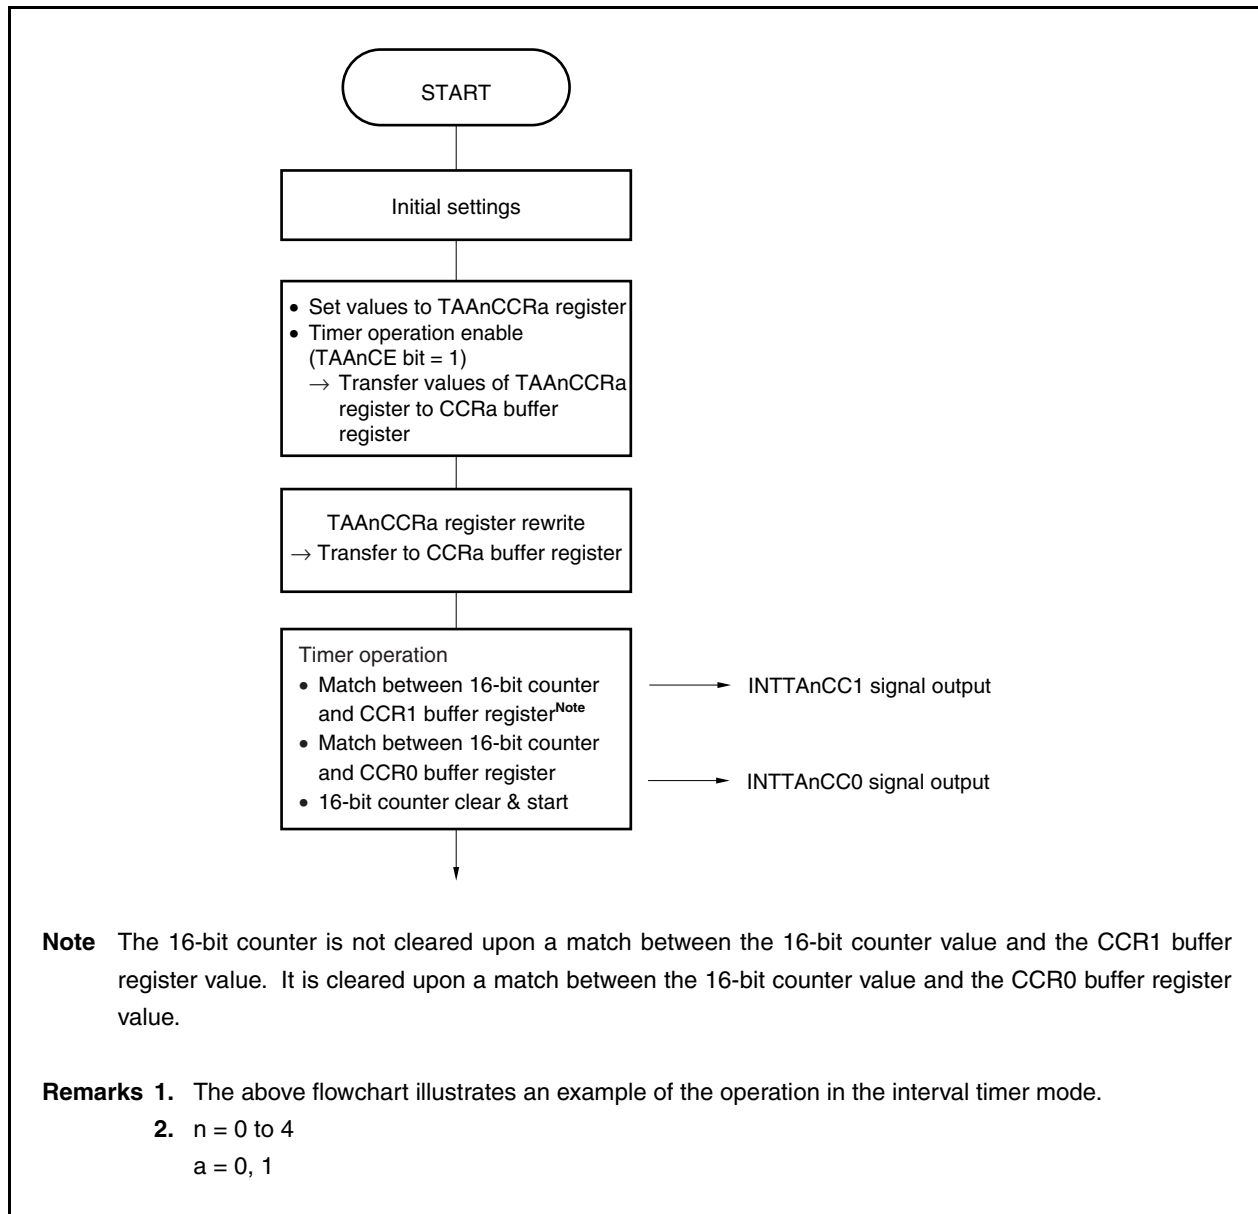 START
Initial settings
• Set values to TAAnCCRa register
• Timer operation enable
(TAAnCE bit = 1)
→ Transfer values of TAAnCCRa
register to CCRa buffer
register
TAAnCCRa register rewrite
→ Transfer to CCRa buffer register
Timer operation
• Match between 16-bit counter
and CCR1 buffer registerNote
• Match between 16-bit counter
and CCR0 buffer register
• 16-bit counter clear & start
INTTAnCC1 signal output
INTTAnCC0 signal output
Note The 16-bit counter is not cleared upon a match between the 16-bit counter value and the CCR1 buffer
register value. It is cleared upon a match between the 16-bit counter value and the CCR0 buffer register
value.
Remarks 1. The above flowchart illustrates an example of the operation in the interval timer mode.
2. n = 0 to 4
a = 0, 1